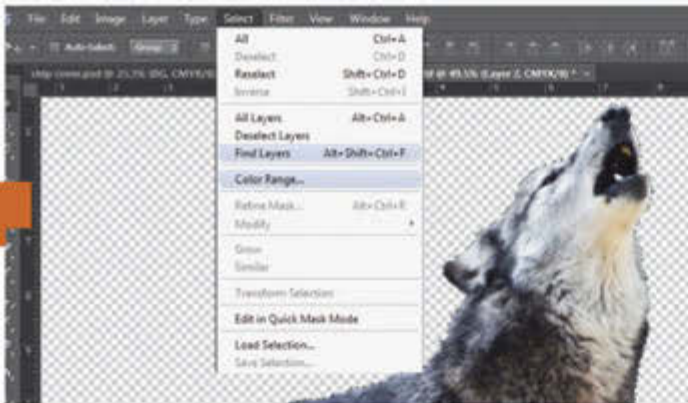 File Edit Image Layer Type Select Filter View Window Help
Auto-Select: Group
All Ctrl+A
Deselect Ctrl+D
Reselect Shift+Ctrl+D
Inverse Shift+Ctrl+I
All Layers Alt+Ctrl+A
Deselect Layers
Find Layers Alt+Shift+Ctrl+F
Color Range...
Refine Mask... Alt+Ctrl+R
Modify
Grow
Similar
Transform Selection
Edit in Quick Mask Mode
Load Selection...
Save Selection...